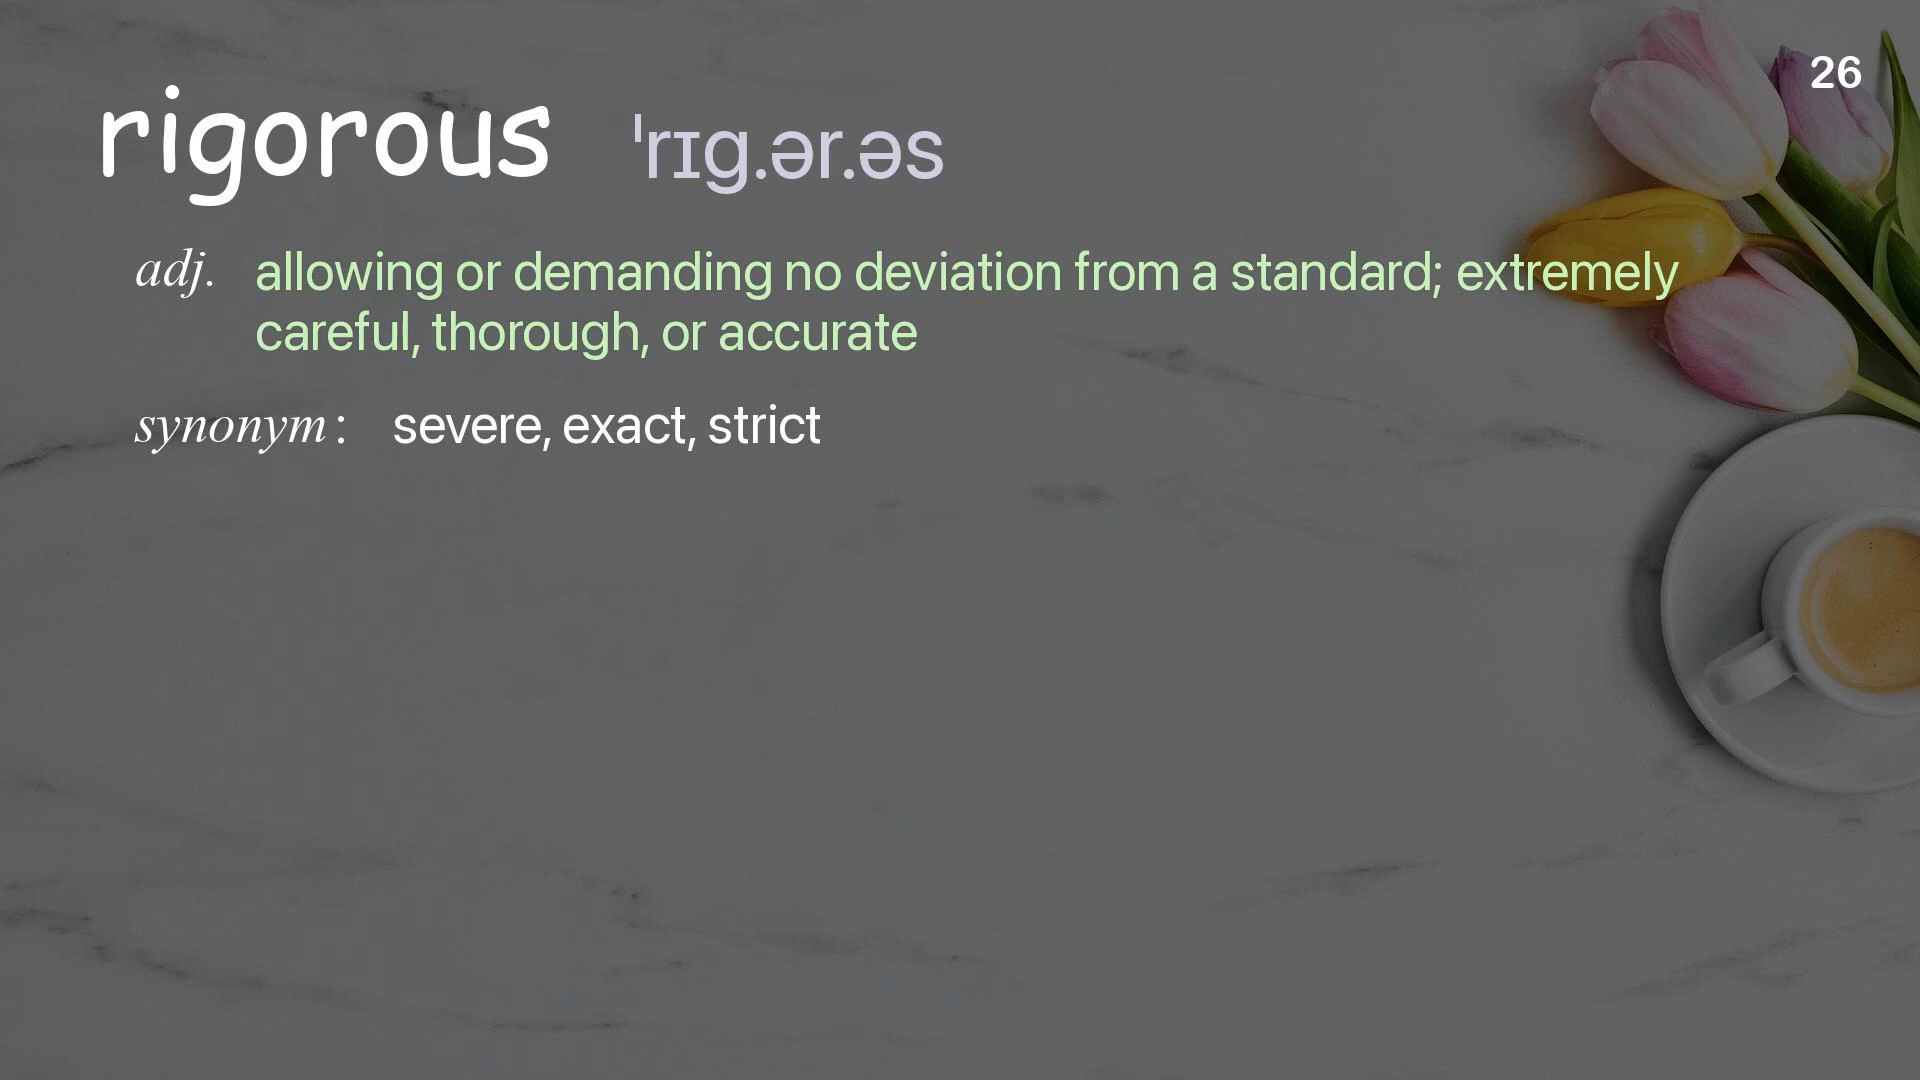 26
rigorous ˈrɪg.ər.əs
adj. allowing or demanding no deviation from a standard; extremely
careful, thorough, or accurate
synonym: severe, exact, strict